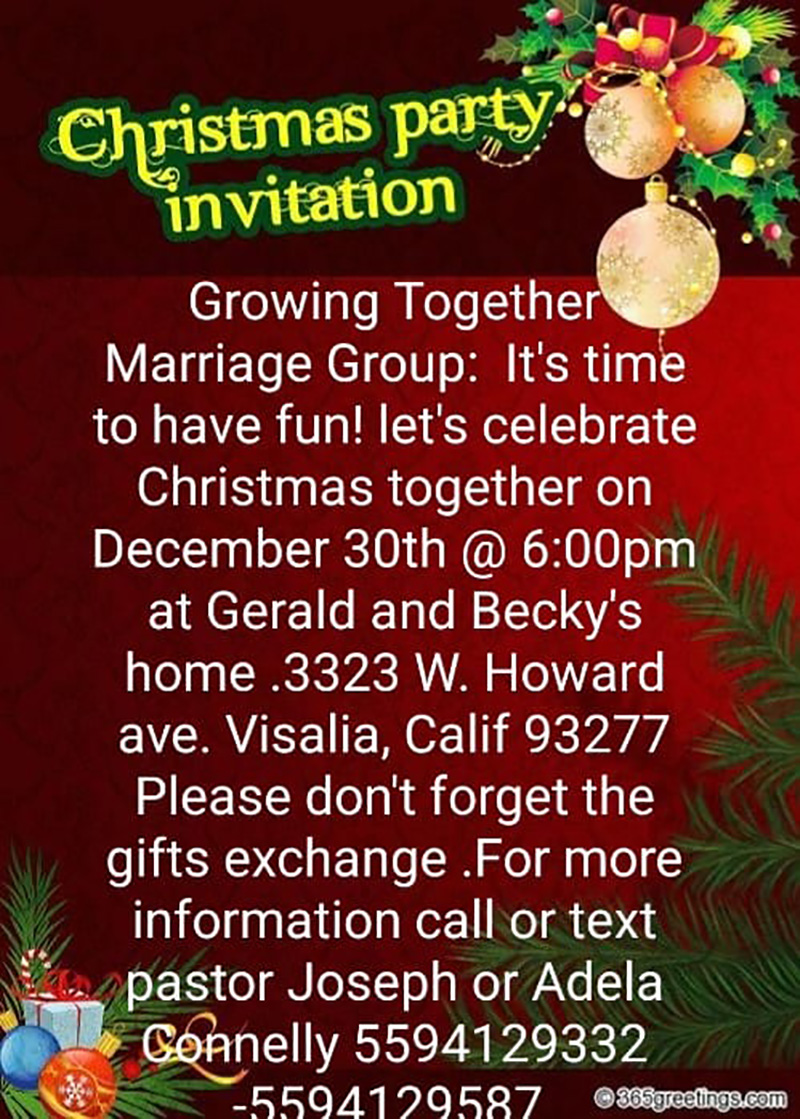 Christmas party
invitation
Growing Together
Marriage Group:  It's time
to have fun! let's celebrate
Christmas together on
December 30th @ 6:00pm
at Gerald and Becky's
home .3323 W. Howard
ave. Visalia, Calif 93277
Please don't forget the
gifts exchange .For more
information call or text
pastor Joseph or Adela
Connelly 5594129332
-5594129587
©365greetings.com